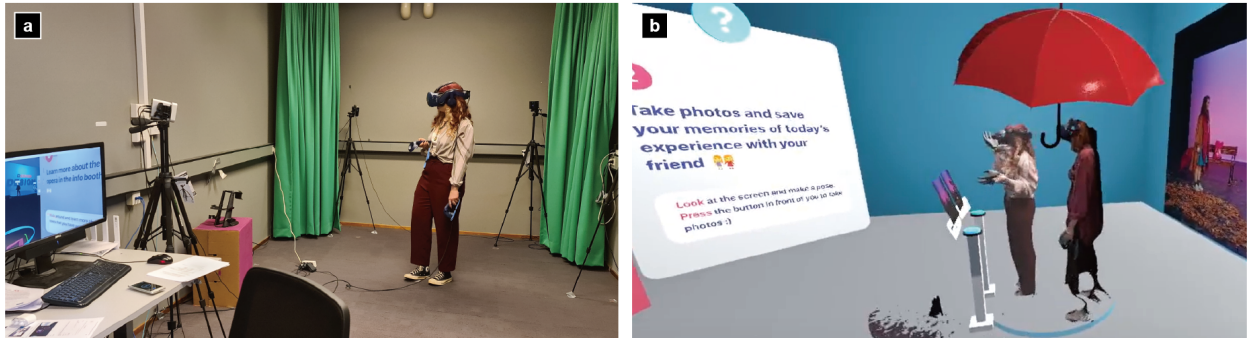 a
Learn more about the
opera in the info booth
b
?
Take photos and save
your memories of today's
experience with your
friend 👫
Look at the screen and make a pose.
Press the button in front of you to take
photos :)